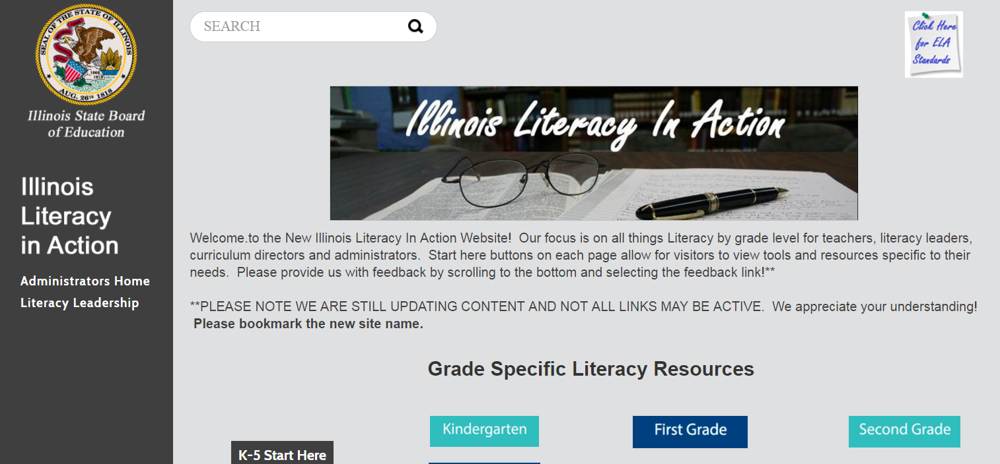 SEAL OF THE STATE OF ILLINOIS
1868
1818
AUG. 26TH 1818
Illinois State Board
of Education
Illinois
Literacy
in Action
Administrators Home
Literacy Leadership
SEARCH
Click Here
for ELA
Standards
Illinois Literacy In Action
Welcome.to the New Illinois Literacy In Action Website!  Our focus is on all things Literacy by grade level for teachers, literacy leaders,
curriculum directors and administrators.  Start here buttons on each page allow for visitors to view tools and resources specific to their
needs.  Please provide us with feedback by scrolling to the bottom and selecting the feedback link!**
**PLEASE NOTE WE ARE STILL UPDATING CONTENT AND NOT ALL LINKS MAY BE ACTIVE.  We appreciate your understanding!
Please bookmark the new site name.
Grade Specific Literacy Resources
Kindergarten
First Grade
Second Grade
K-5 Start Here